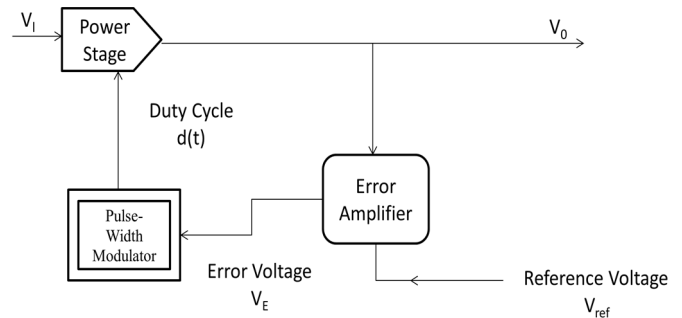 V_I
Power
Stage
V_0
Duty Cycle
d(t)
Error
Amplifier
Pulse-
Width
Modulator
Error Voltage
V_E
Reference Voltage
V_ref